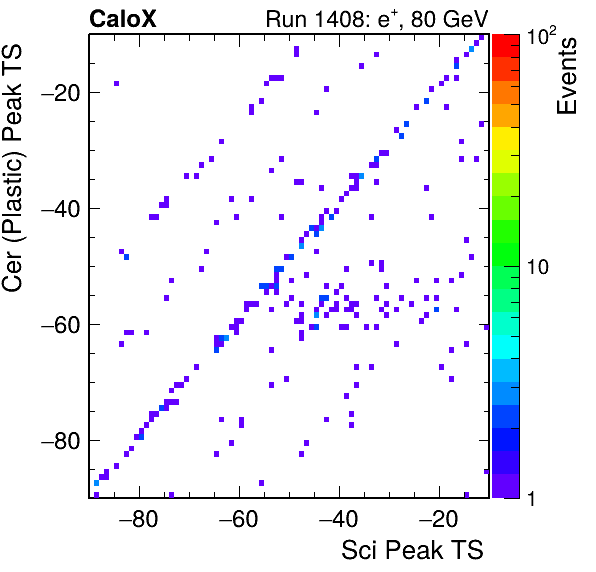 CaloX
Run 1408: e⁺, 80 GeV
Cer (Plastic) Peak TS
−20
−40
−60
−80
−80
−60
−40
−20
Sci Peak TS
10²
10
1
Events